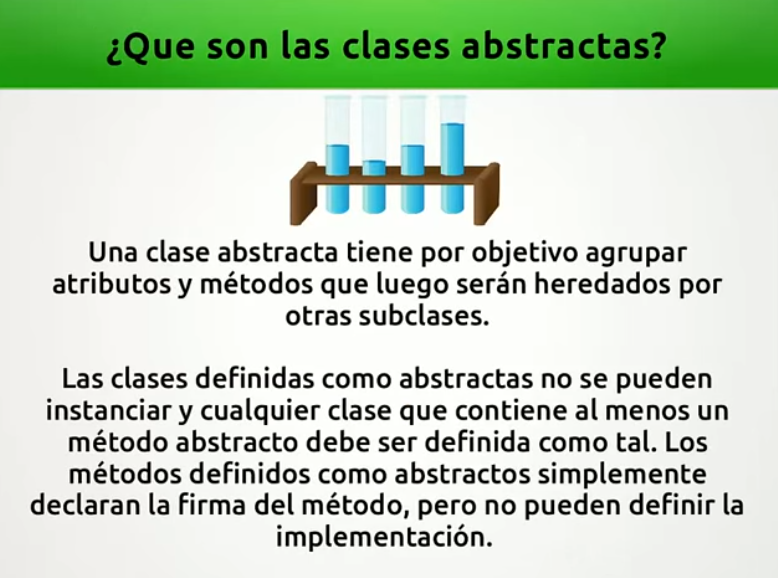 ¿Que son las clases abstractas?
Una clase abstracta tiene por objetivo agrupar
atributos y métodos que luego serán heredados por
otras subclases.
Las clases definidas como abstractas no se pueden
instanciar y cualquier clase que contiene al menos un
método abstracto debe ser definida como tal. Los
métodos definidos como abstractos simplemente
declaran la firma del método, pero no pueden definir la
implementación.